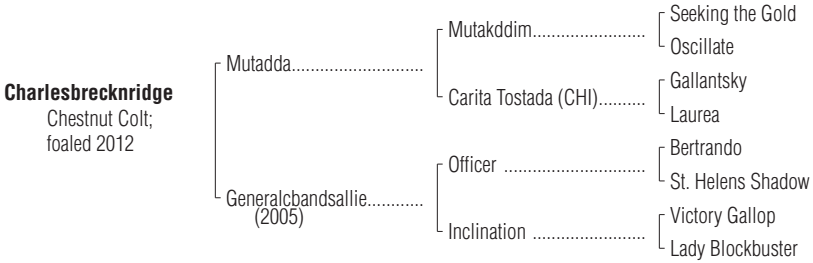 Charlesbrecknridge
Chestnut Colt;
foaled 2012
Mutadda............................
Generalcbandsallie............
(2005)
Mutakddim........................
Carita Tostada (CHI)..........
Officer ..............................
Inclination ........................
Seeking the Gold
Oscillate
Gallantsky
Laurea
Bertrando
St. Helens Shadow
Victory Gallop
Lady Blockbuster